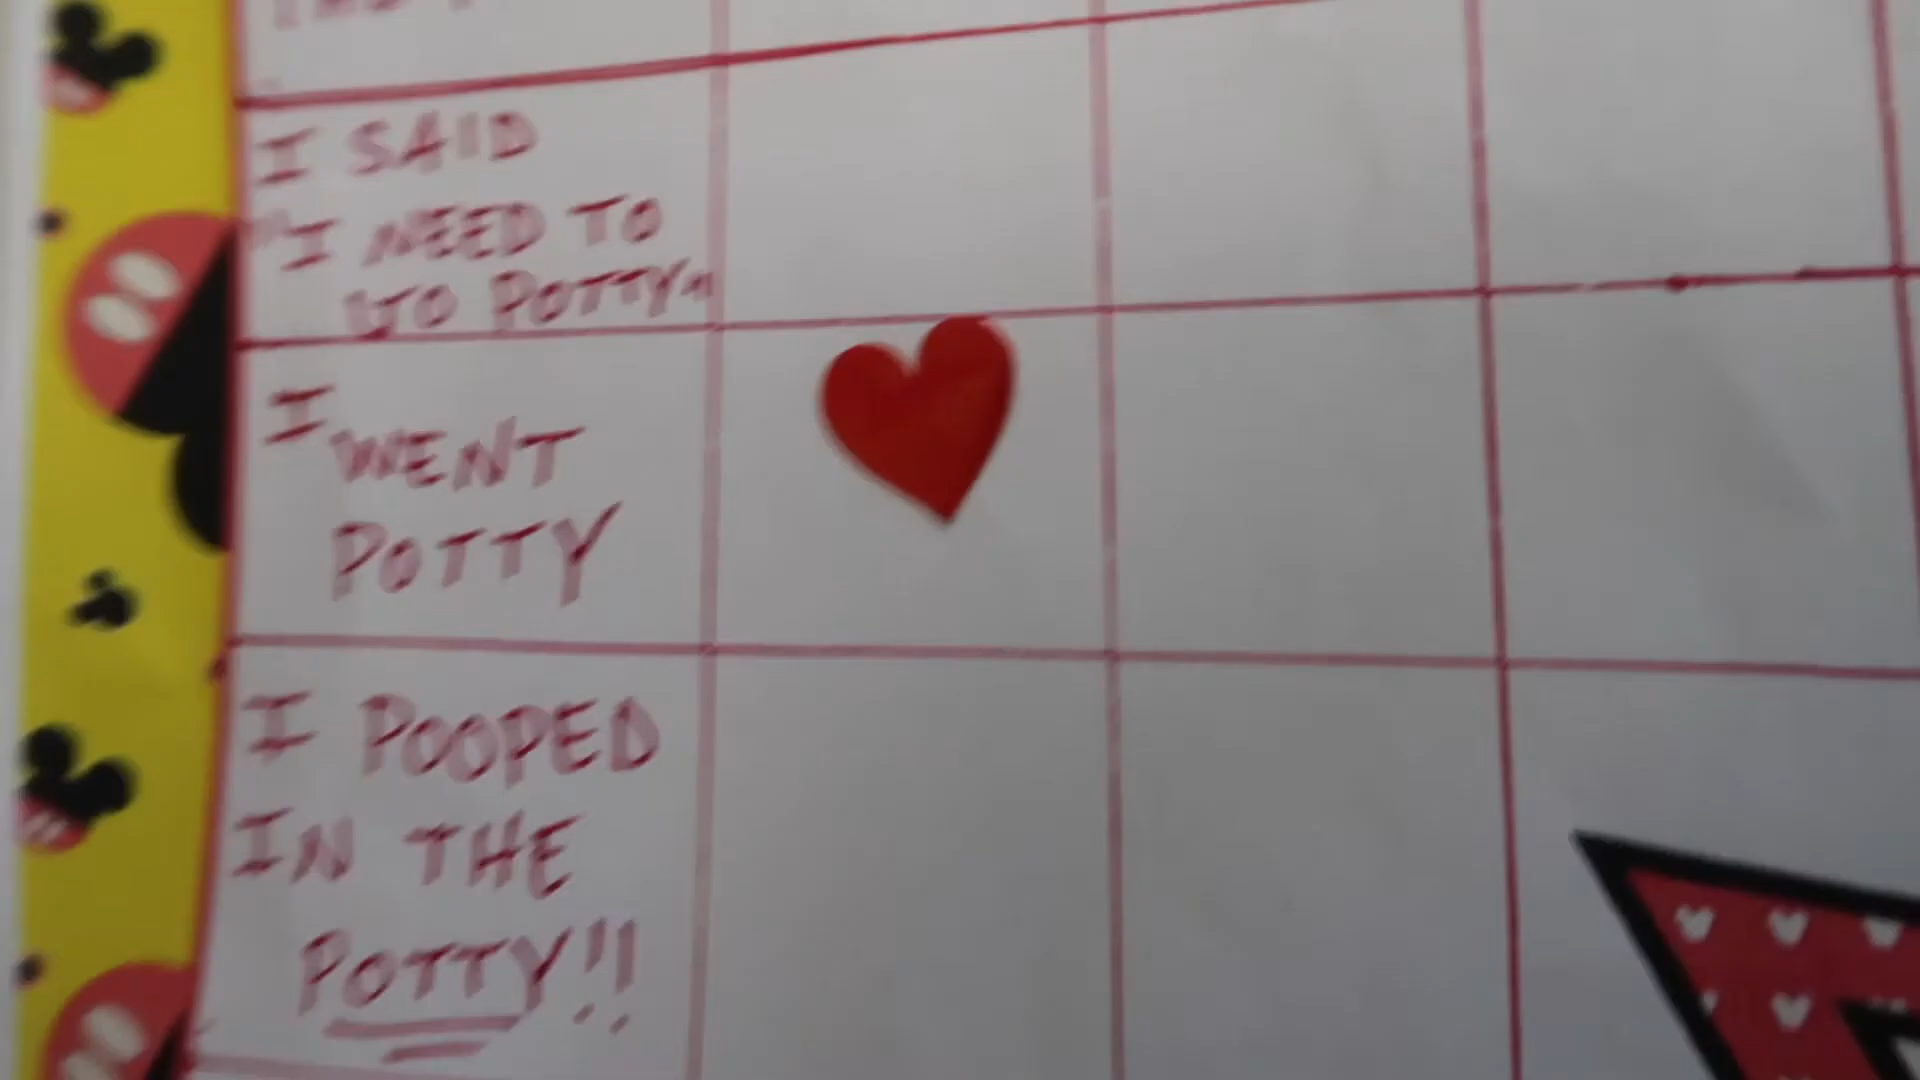 I SAID
"I NEED TO
GO POTTY"
I
WENT
POTTY
I POOPED
IN THE
POTTY!!